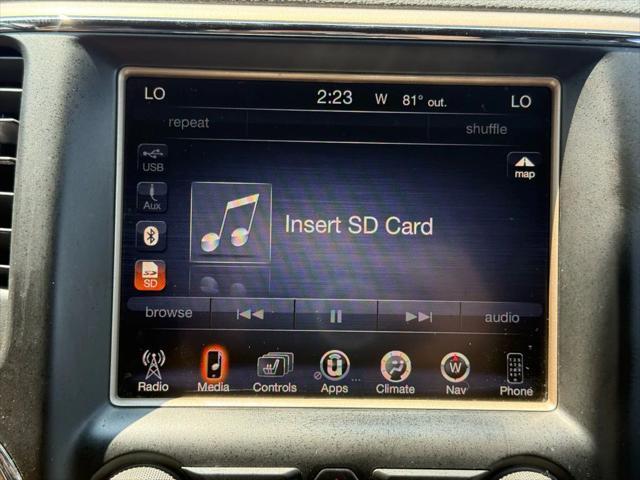 LO 2:23 W 81° out. LO
repeat shuffle
USB
map
Aux
Insert SD Card
SD
browse audio
W
Radio Media Controls Apps Climate Nav Phone